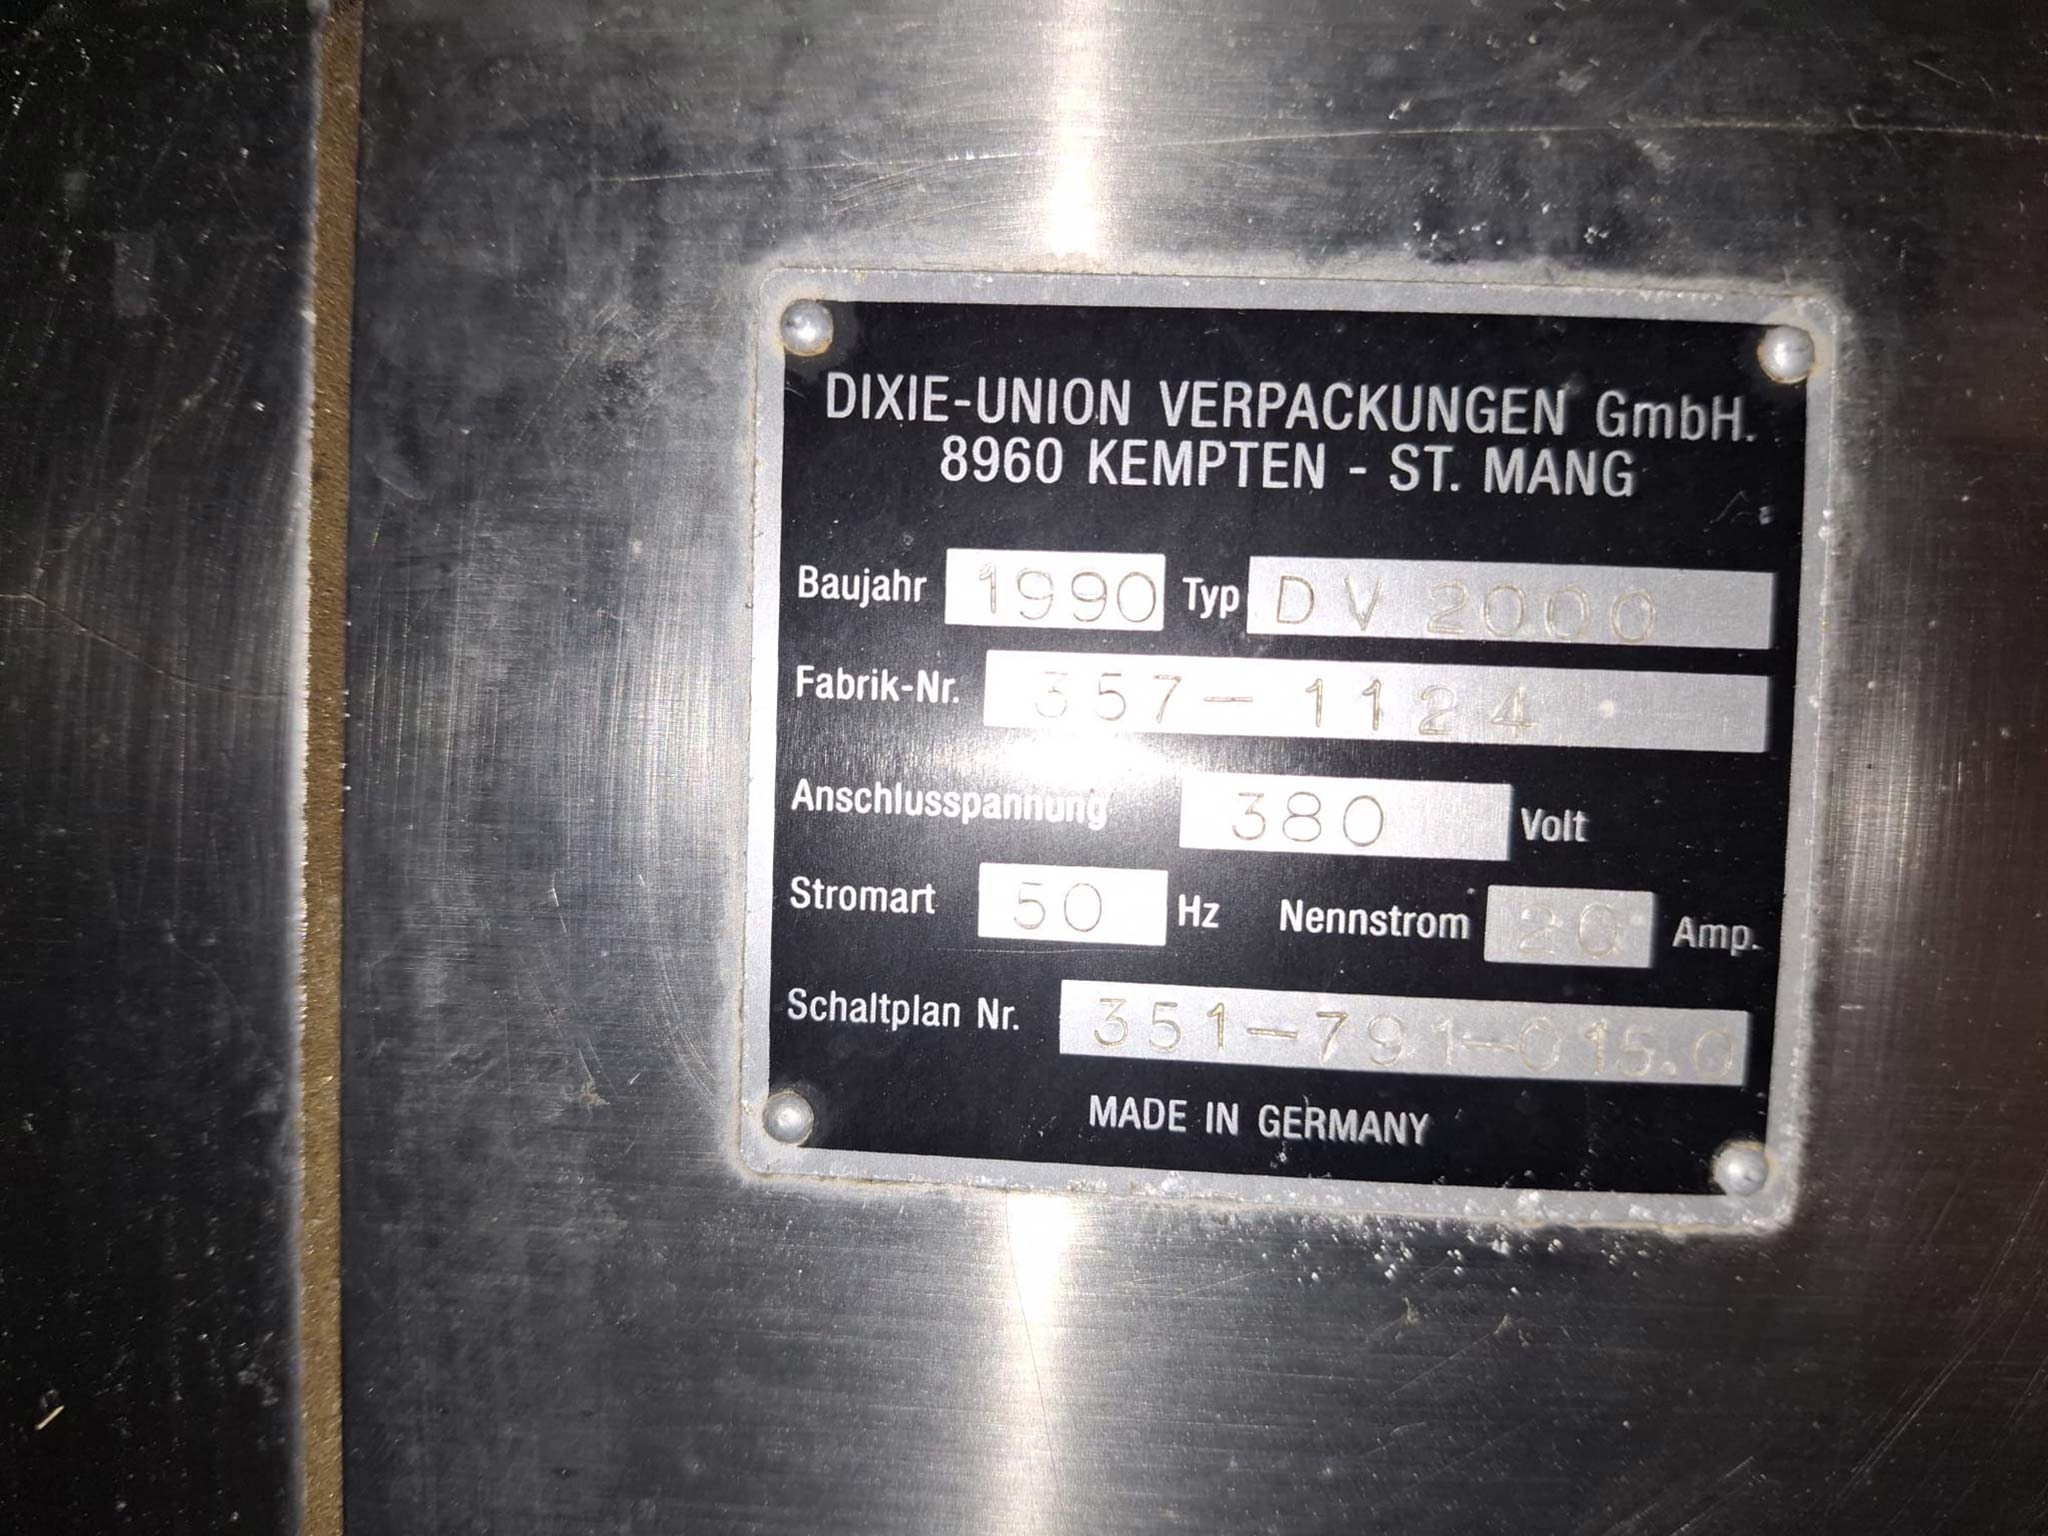 DIXIE-UNION VERPACKUNGEN GmbH.
8960 KEMPTEN - ST. MANG
Baujahr 1990 Typ DV 2000
Fabrik-Nr. 357-1124
Anschlusspannung 380 Volt
Stromart 50 Hz Nennstrom 20 Amp.
Schaltplan Nr. 351-791-015.0
MADE IN GERMANY